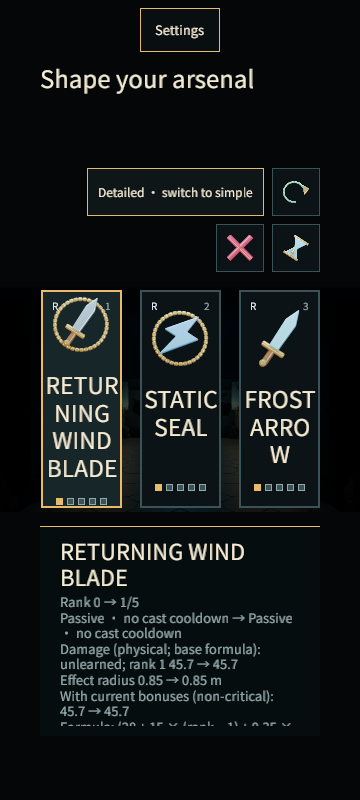 Settings
Shape your arsenal
Detailed · switch to simple
R 1
RETUR
NING
WIND
BLADE
R 2
STATIC
SEAL
R 3
FROST
ARRO
W
RETURNING WIND
BLADE
Rank 0 → 1/5
Passive · no cast cooldown → Passive
· no cast cooldown
Damage (physical; base formula):
unlearned; rank 1 45.7 → 45.7
Effect radius 0.85 → 0.85 m
With current bonuses (non-critical):
45.7 → 45.7